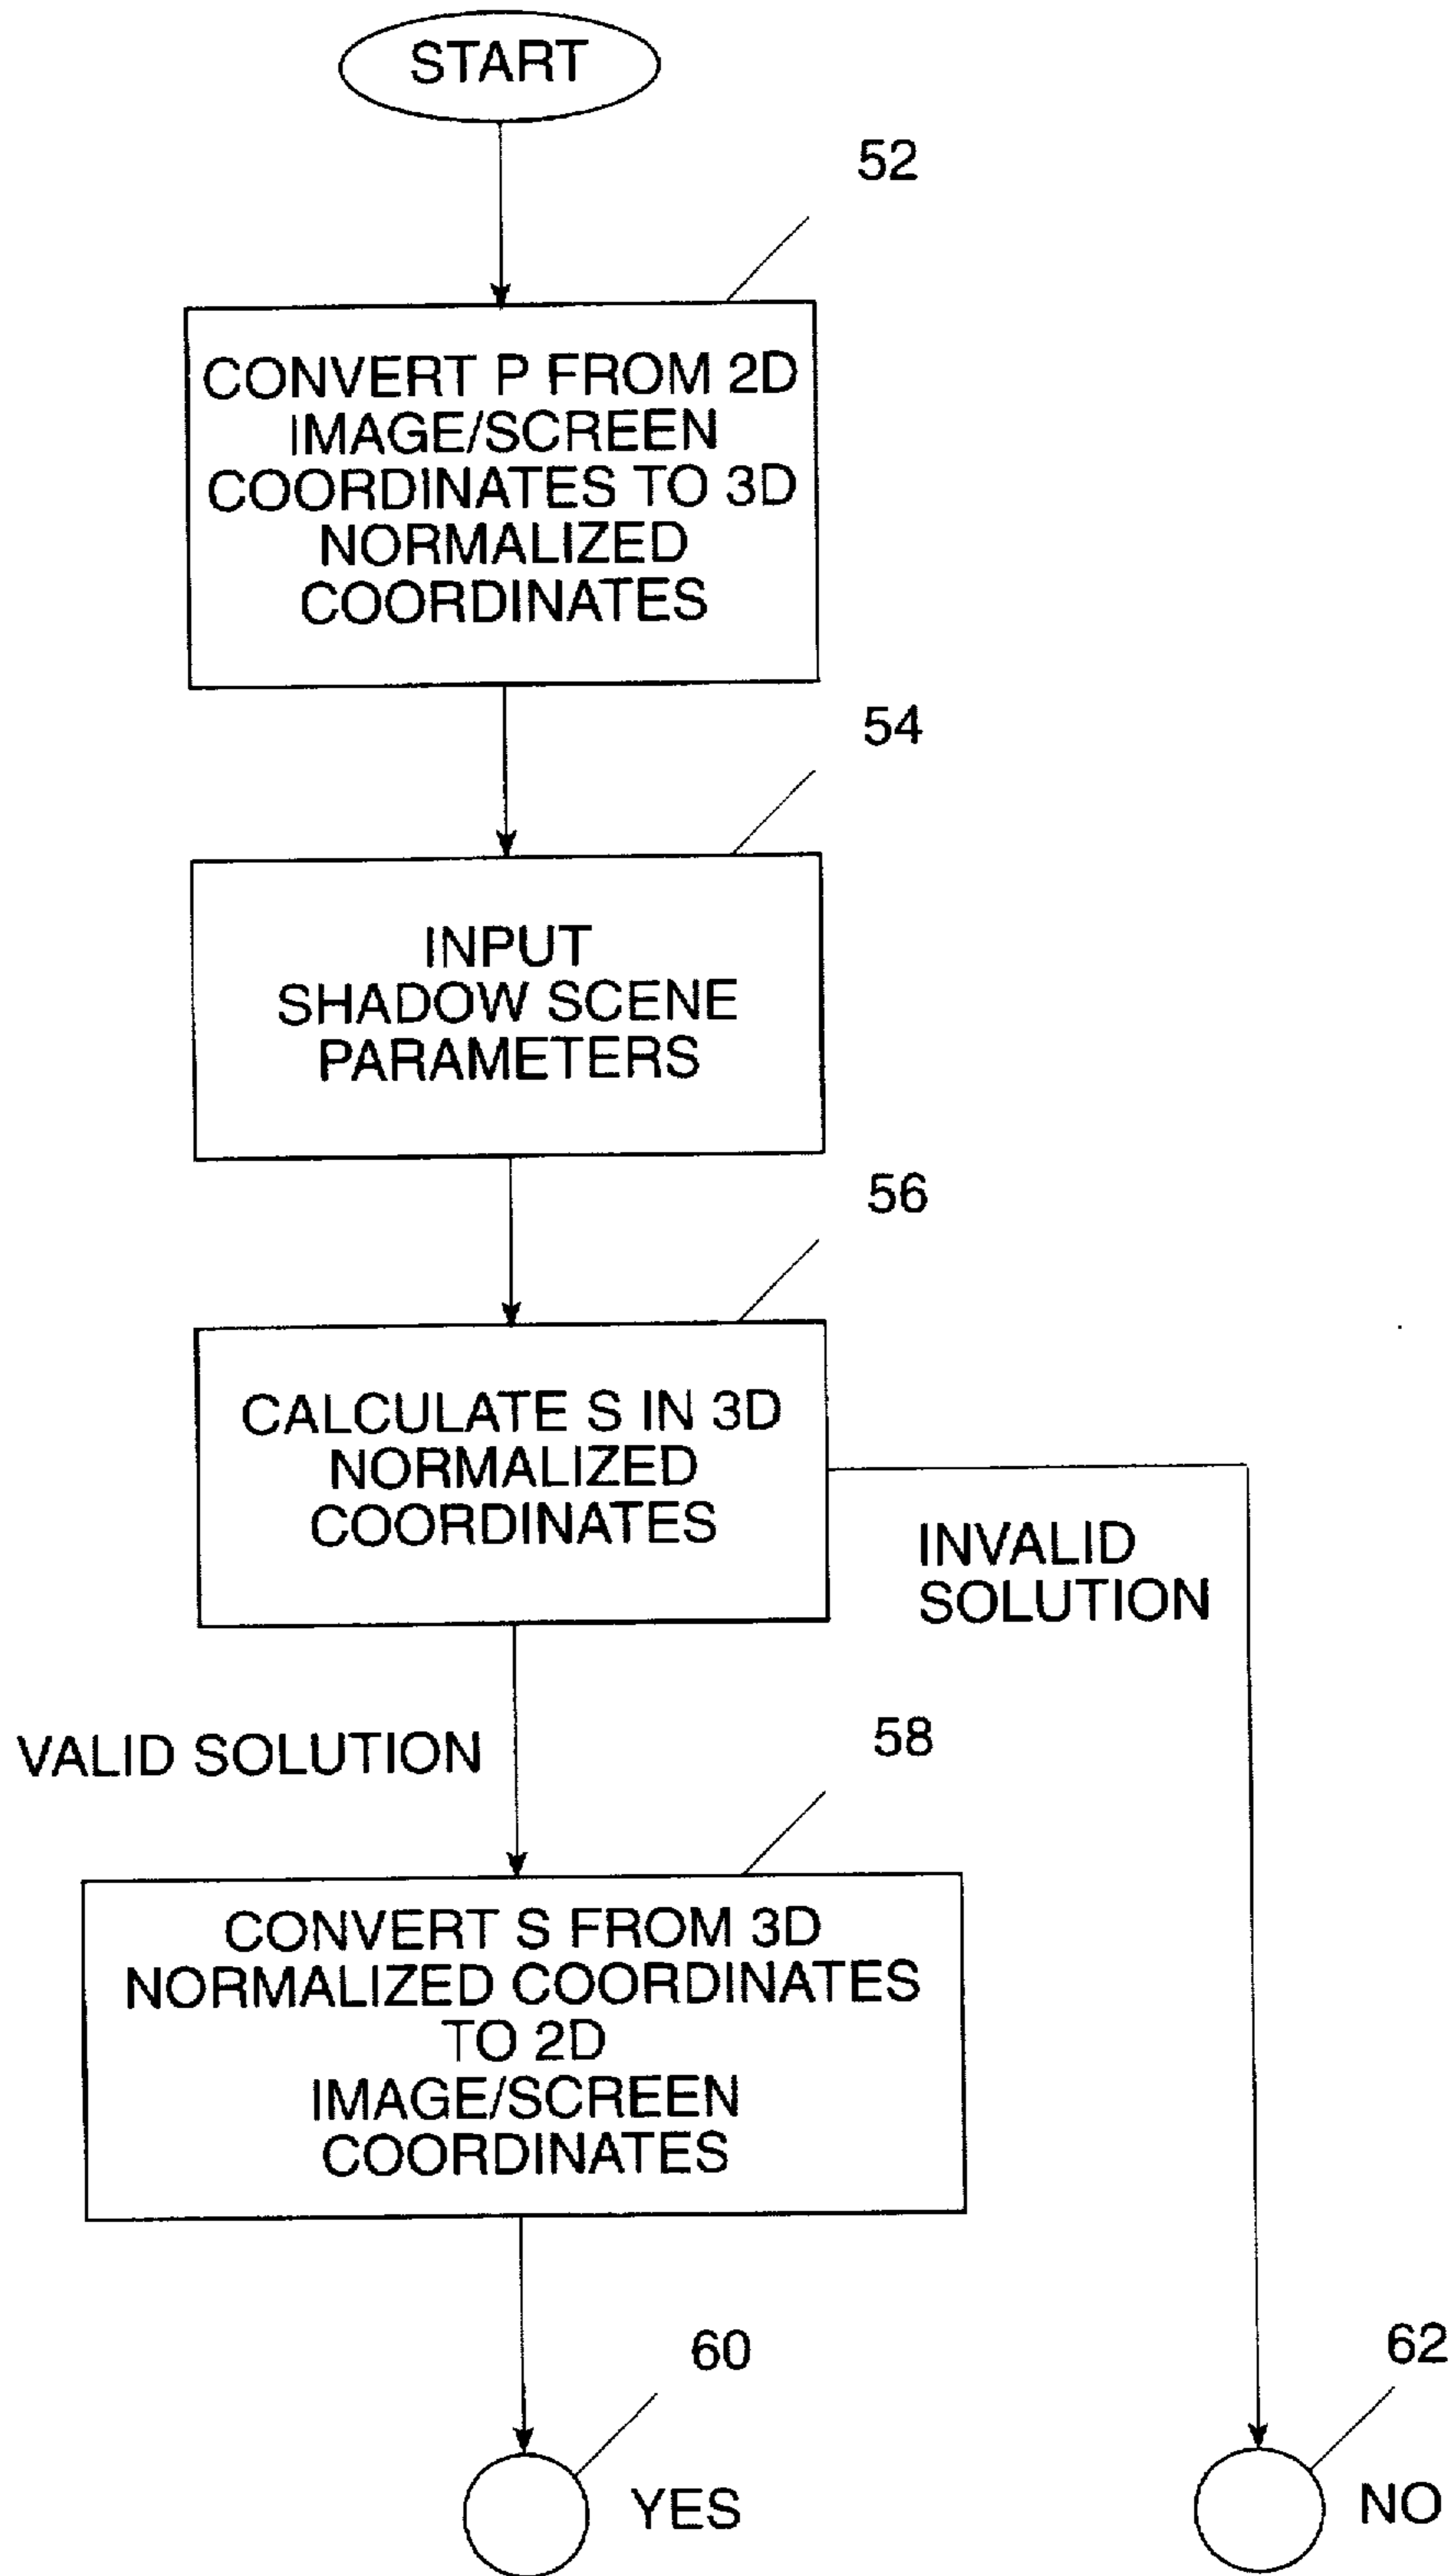 START
52
CONVERT P FROM 2D
IMAGE/SCREEN
COORDINATES TO 3D
NORMALIZED
COORDINATES
54
INPUT
SHADOW SCENE
PARAMETERS
56
CALCULATE S IN 3D
NORMALIZED
COORDINATES
INVALID
SOLUTION
VALID SOLUTION
58
CONVERT S FROM 3D
NORMALIZED COORDINATES
TO 2D
IMAGE/SCREEN
COORDINATES
60
YES
62
NO